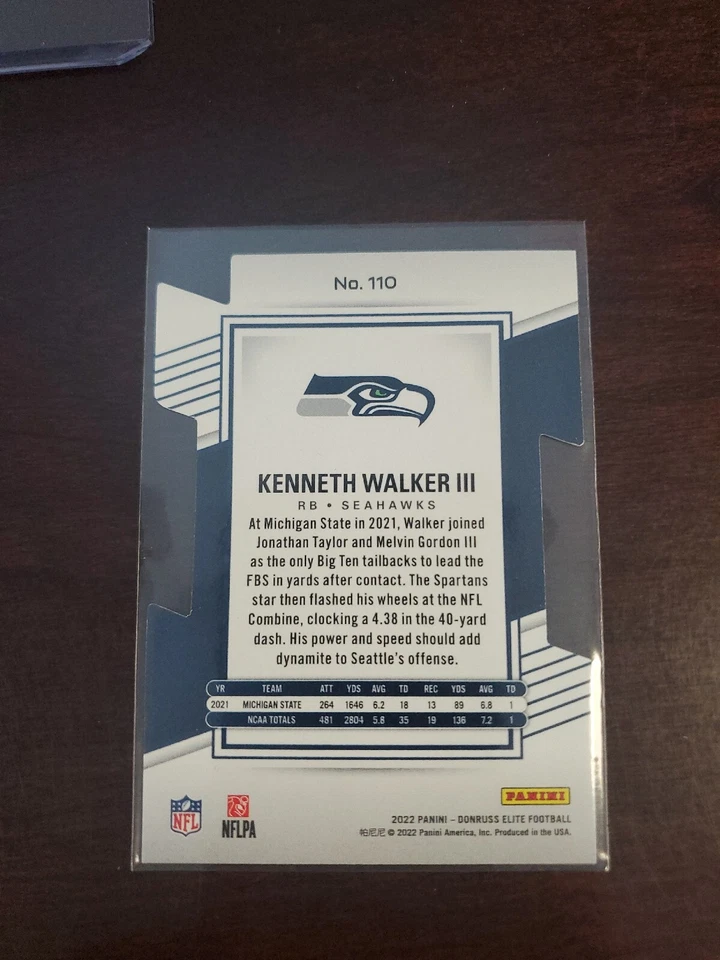 No. 110
KENNETH WALKER III
RB • SEAHAWKS
At Michigan State in 2021, Walker joined
Jonathan Taylor and Melvin Gordon III
as the only Big Ten tailbacks to lead the
FBS in yards after contact. The Spartans
star then flashed his wheels at the NFL
Combine, clocking a 4.38 in the 40-yard
dash. His power and speed should add
dynamite to Seattle's offense.
YR TEAM ATT YDS AVG TD REC YDS AVG TD
2021 MICHIGAN STATE 264 1646 6.2 18 13 89 6.8 1
NCAA TOTALS 481 2804 5.8 35 19 136 7.2 1
PANINI
NFL
NFLPA
2022 PANINI – DONRUSS ELITE FOOTBALL
帕尼尼 © 2022 Panini America, Inc. Produced in the USA.